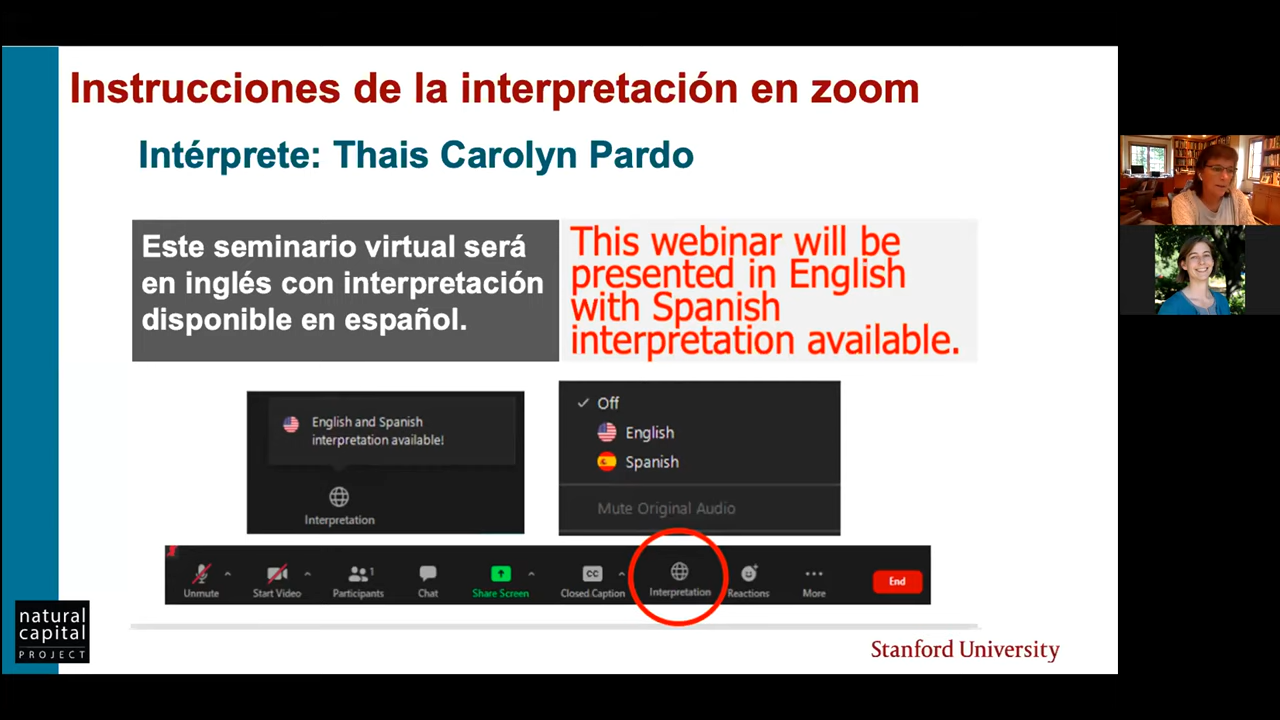 Instrucciones de la interpretación en zoom
Intérprete: Thais Carolyn Pardo
Este seminario virtual será
en inglés con interpretación
disponible en español.
This webinar will be
presented in English
with Spanish
interpretation available.
English and Spanish
interpretation available!
Interpretation
Off
English
Spanish
Mute Original Audio
1
CC
Unmute
Start Video
Participants
Chat
Share Screen
Closed Caption
Interpretation
Reactions
More
End
natural
capital
PROJECT
Stanford University